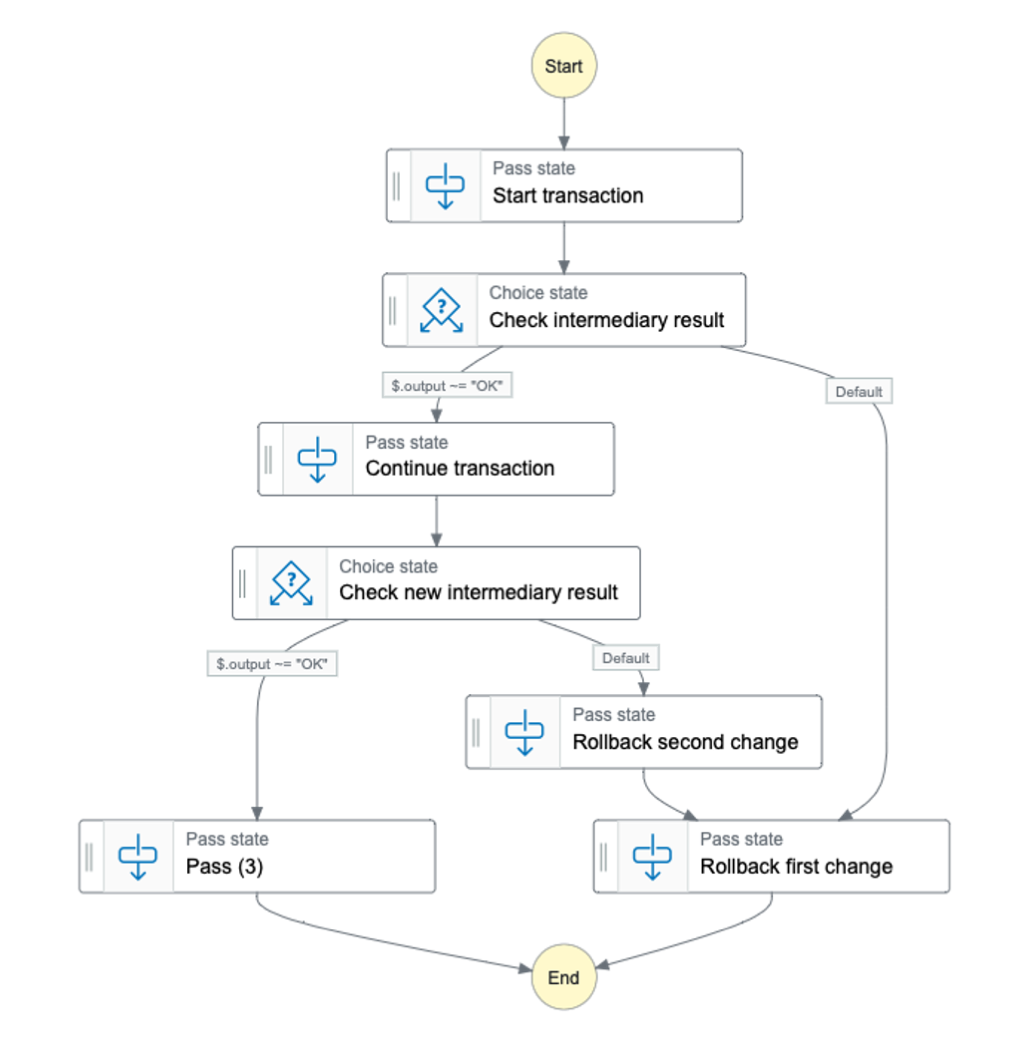 Start
Pass state
Start transaction
?
Choice state
Check intermediary result
$.output ~= "OK"
Default
Pass state
Continue transaction
?
Choice state
Check new intermediary result
$.output ~= "OK"
Default
Pass state
Rollback second change
Pass state
Pass (3)
Pass state
Rollback first change
End